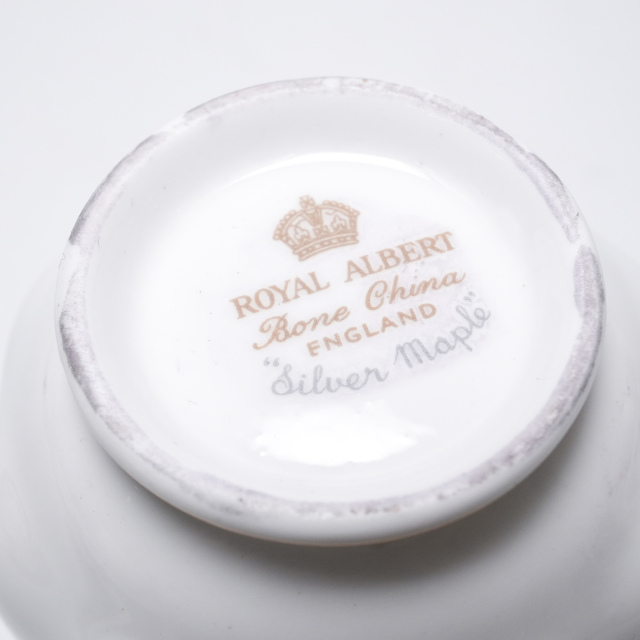 ROYAL ALBERT
Bone China
ENGLAND
"Silver Maple"